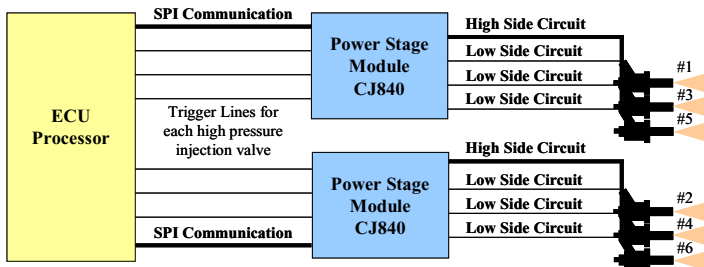 SPI Communication
ECU
Processor
Trigger Lines for
each high pressure
injection valve
SPI Communication
Power Stage
Module
CJ840
High Side Circuit
Low Side Circuit
Low Side Circuit
Low Side Circuit
#1
#3
#5
Power Stage
Module
CJ840
High Side Circuit
Low Side Circuit
Low Side Circuit
Low Side Circuit
#2
#4
#6